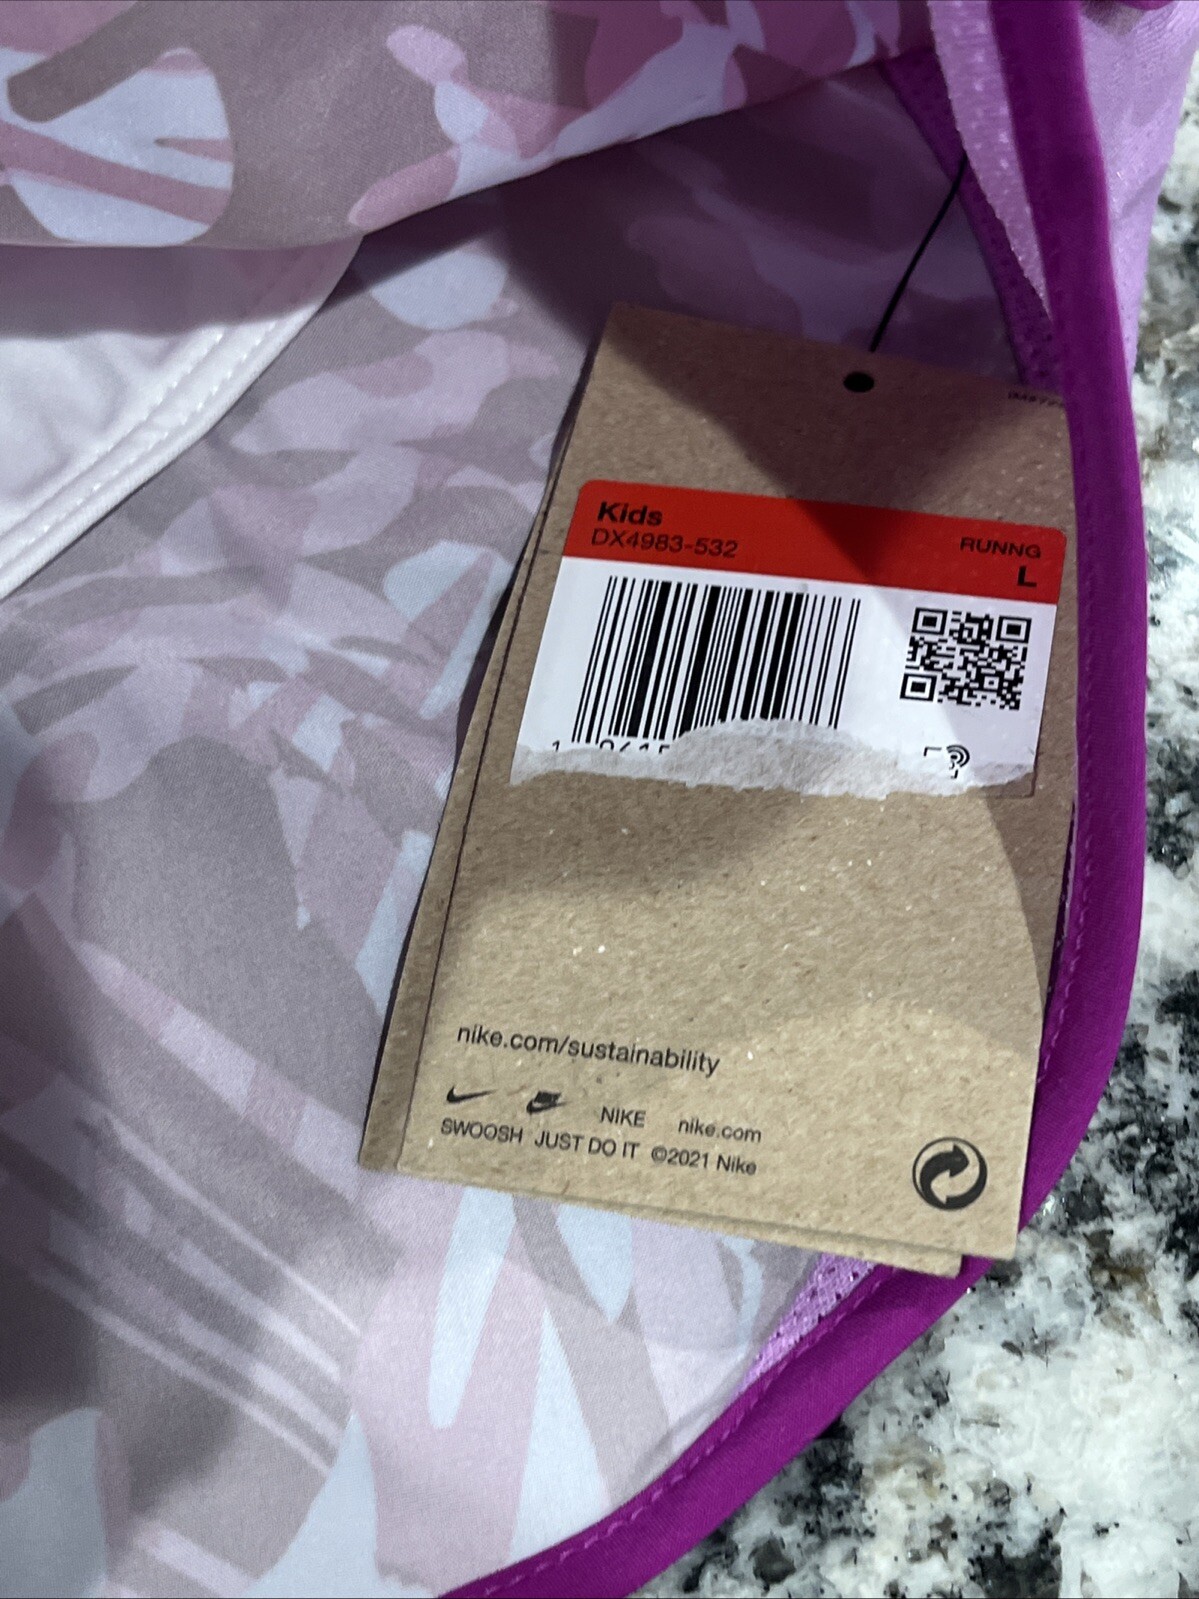 Kids
DX4983-532
RUNNG
L
nike.com/sustainability
NIKE nike.com
SWOOSH JUST DO IT ©2021 Nike